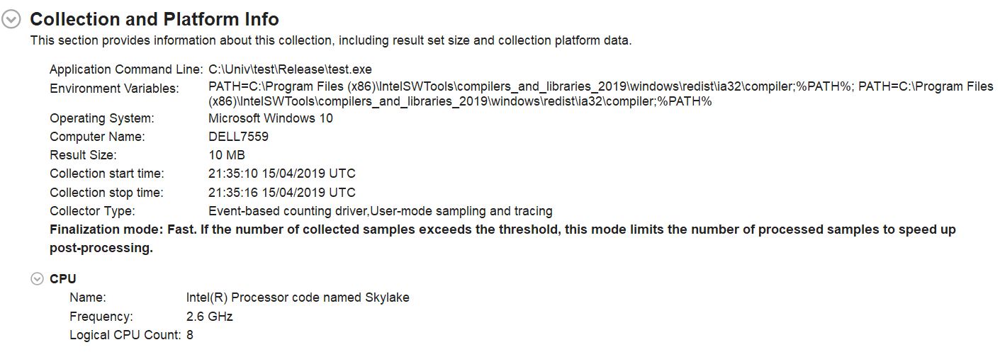 Collection and Platform Info
This section provides information about this collection, including result set size and collection platform data.
Application Command Line: C:\Univ\test\Release\test.exe
Environment Variables: PATH=C:\Program Files (x86)\IntelSWTools\compilers_and_libraries_2019\windows\redist\ia32\compiler;%PATH%; PATH=C:\Program Files
(x86)\IntelSWTools\compilers_and_libraries_2019\windows\redist\ia32\compiler;%PATH%
Operating System: Microsoft Windows 10
Computer Name: DELL7559
Result Size: 10 MB
Collection start time: 21:35:10 15/04/2019 UTC
Collection stop time: 21:35:16 15/04/2019 UTC
Collector Type: Event-based counting driver,User-mode sampling and tracing
Finalization mode: Fast. If the number of collected samples exceeds the threshold, this mode limits the number of processed samples to speed up
post-processing.
CPU
Name: Intel(R) Processor code named Skylake
Frequency: 2.6 GHz
Logical CPU Count: 8